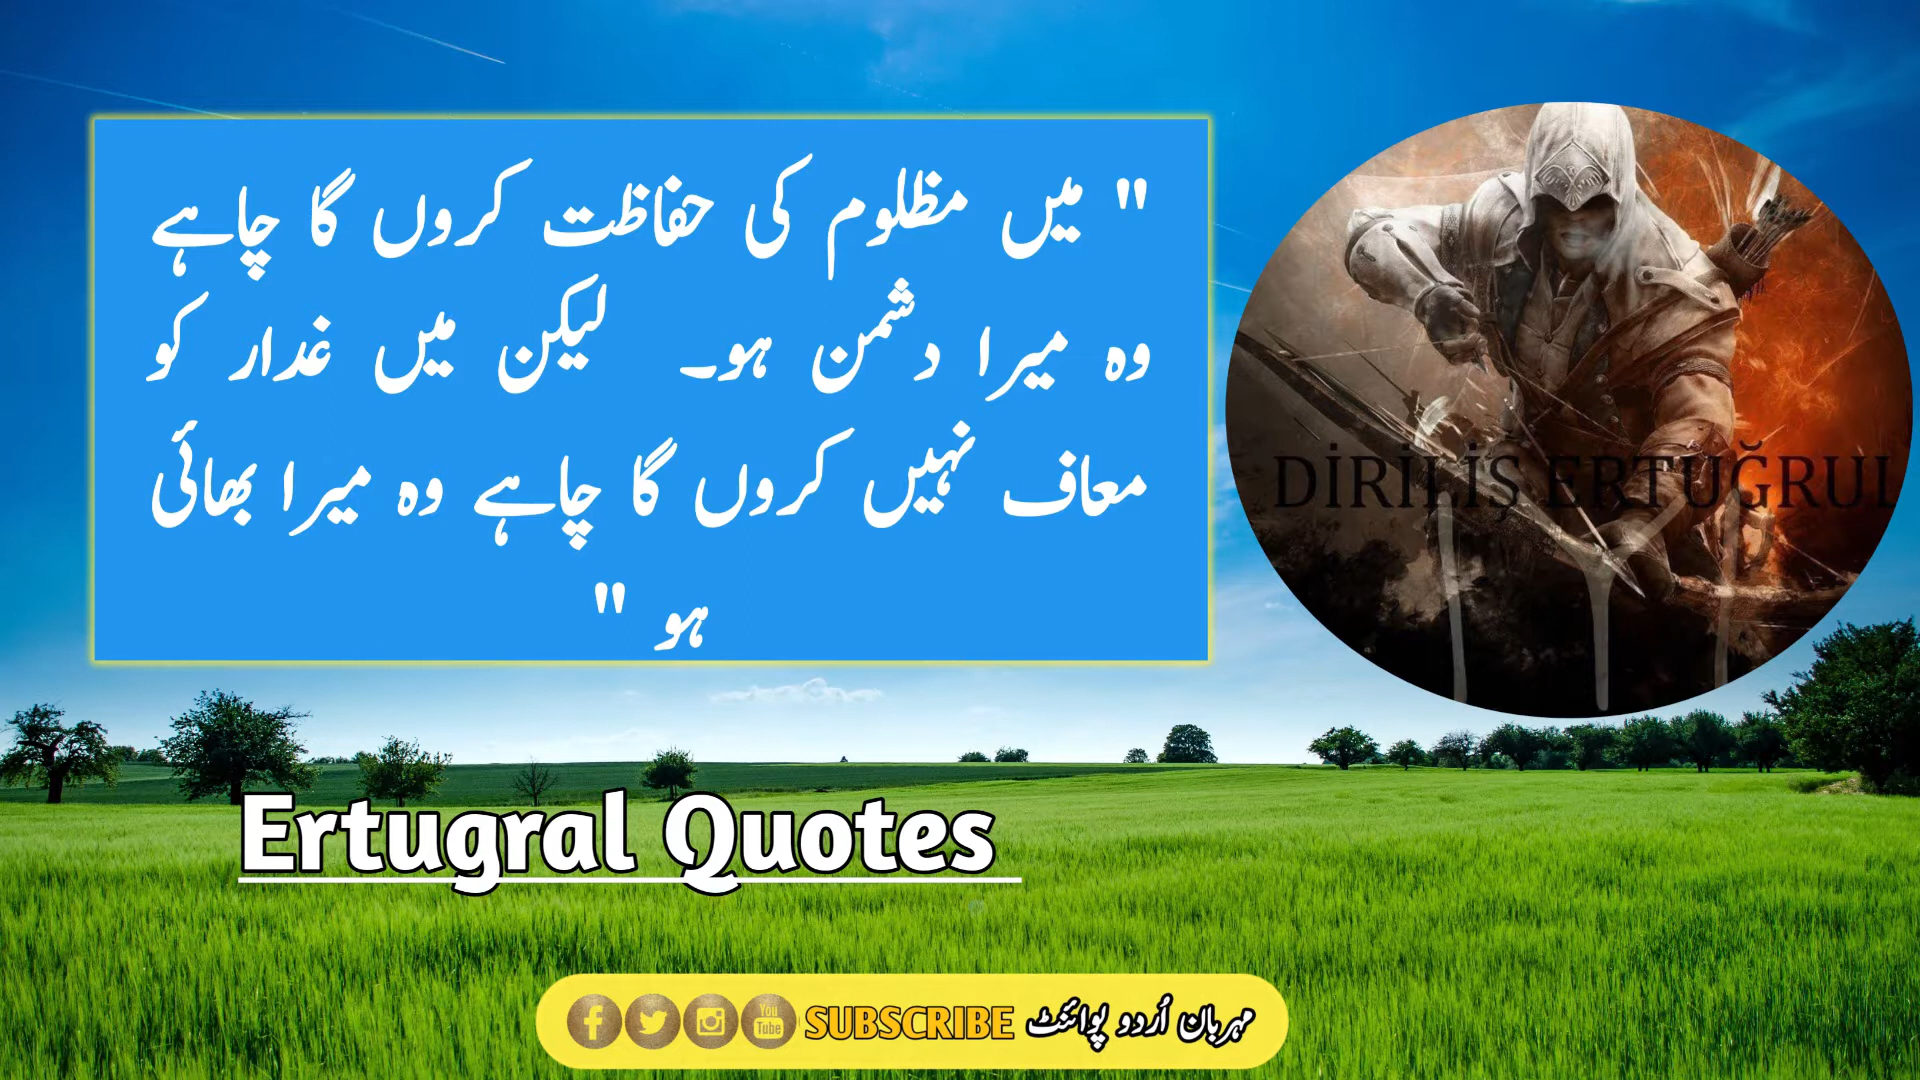 " میں مظلوم کی حفاظت کروں گا چاہے
وہ میرا دشمن ہو۔ لیکن میں غدار کو
معاف نہیں کروں گا چاہے وہ میرا بھائی
ہو "
DİRİLİŞ ERTUĞRUL
Ertugral Quotes
You Tube SUBSCRIBE مہربان اُردو پوائنٹ